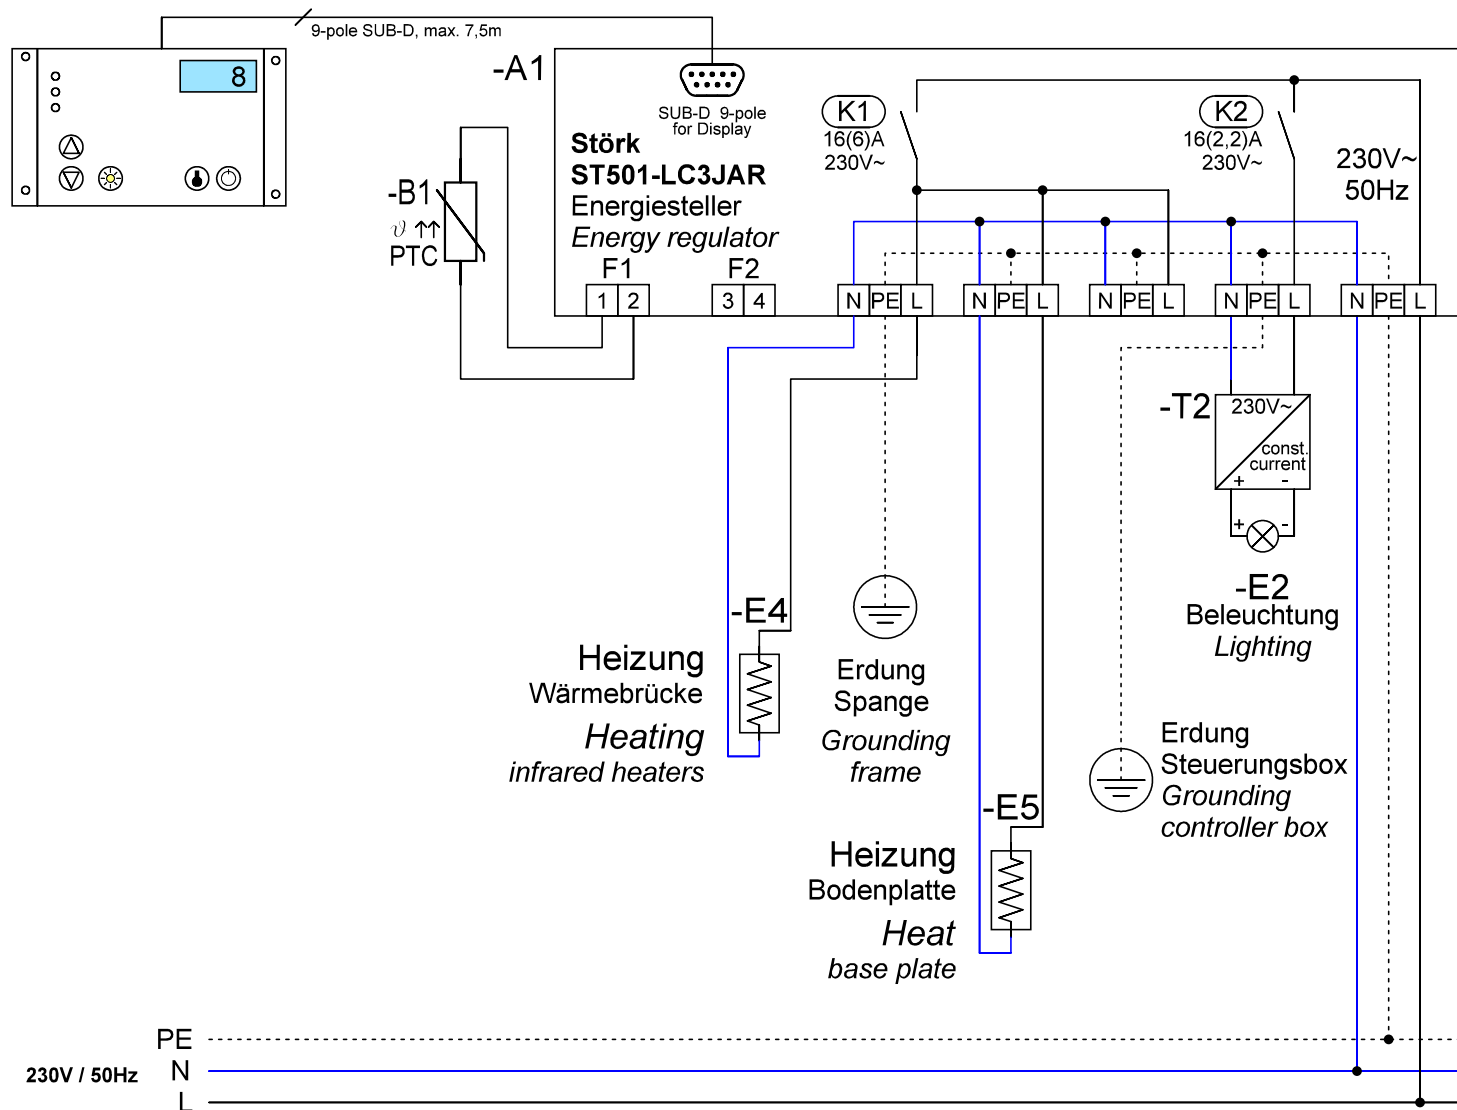 9-pole SUB-D, max. 7,5m
8
-A1
SUB-D 9-pole
for Display
Störk
ST501-LC3JAR
Energiesteller
Energy regulator
K1
16(6)A
230V~
K2
16(2,2)A
230V~
230V~
50Hz
-B1
ϑ ↑↑
PTC
F1
F2
1 2
3 4
N PE L
N PE L
N PE L
N PE L
N PE L
-T2
230V~
const.
current
+ -
+ -
-E2
Beleuchtung
Lighting
-E4
Heizung
Wärmebrücke
Heating
infrared heaters
Erdung
Spange
Grounding
frame
Erdung
Steuerungsbox
Grounding
controller box
-E5
Heizung
Bodenplatte
Heat
base plate
PE
230V / 50Hz N
L